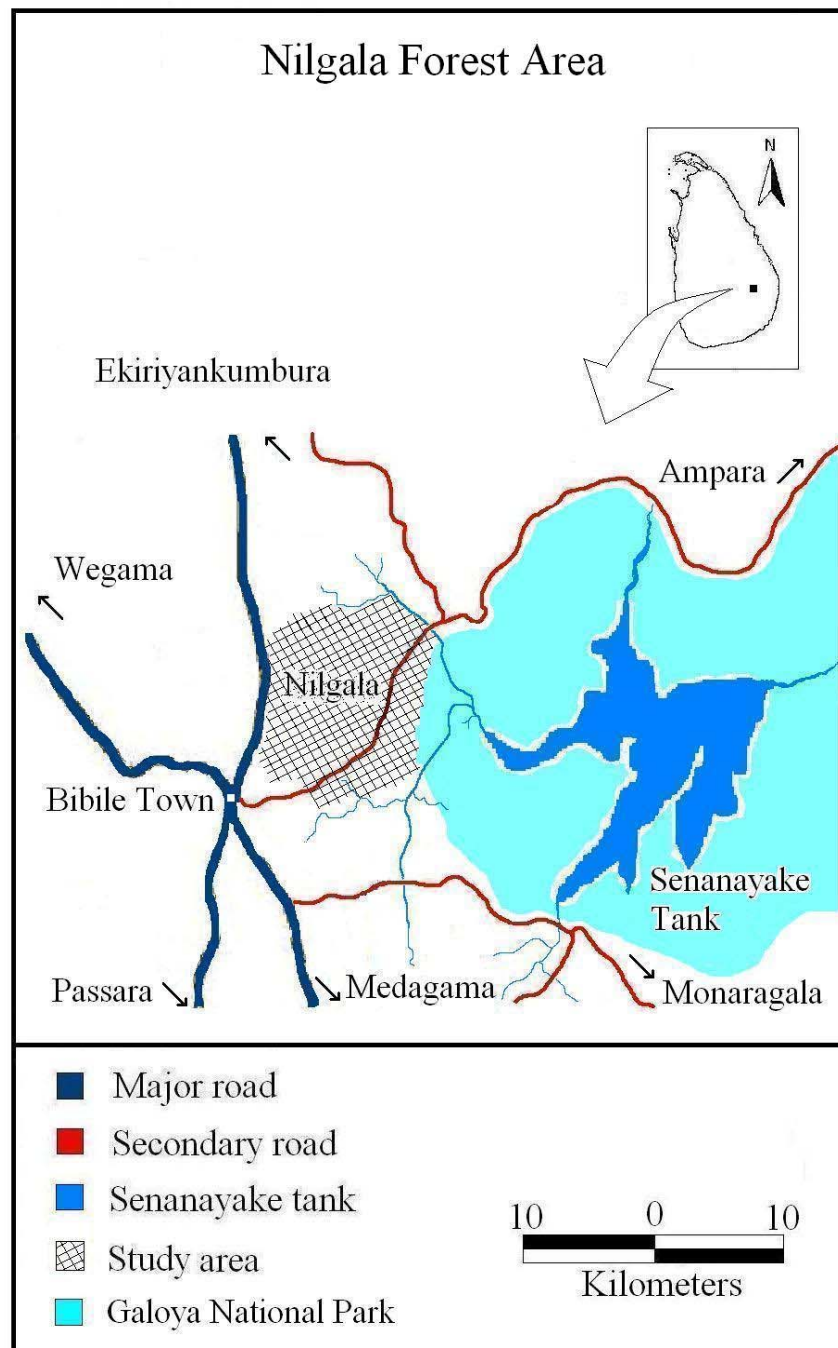 Nilgala Forest Area
N
Ekiriyankumbura
Ampara
Wegama
Nilgala
Bibile Town
Senanayake
Tank
Passara
Medagama
Monaragala
Major road
Secondary road
Senanayake tank
Study area
Galoya National Park
10 0 10
Kilometers